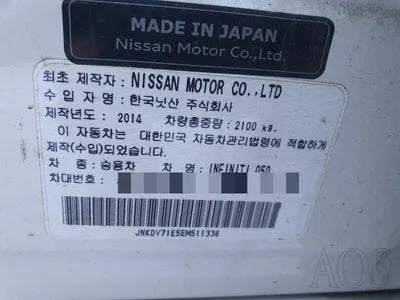 MADE IN JAPAN
Nissan Motor Co.,Ltd.
최초 제작자: NISSAN MOTOR CO.,LTD
수 입 자 명: 한국닛산 주식회사
제작년도: 2014 차량총중량: 2100 kg.
이 자동차는 대한민국 자동차관리법령에 적합하게
제작(수입)되었습니다.
차 종: 승용차 차 명: INFINITI Q50
차대번호:
JNKDV71E5EM511336
AOS